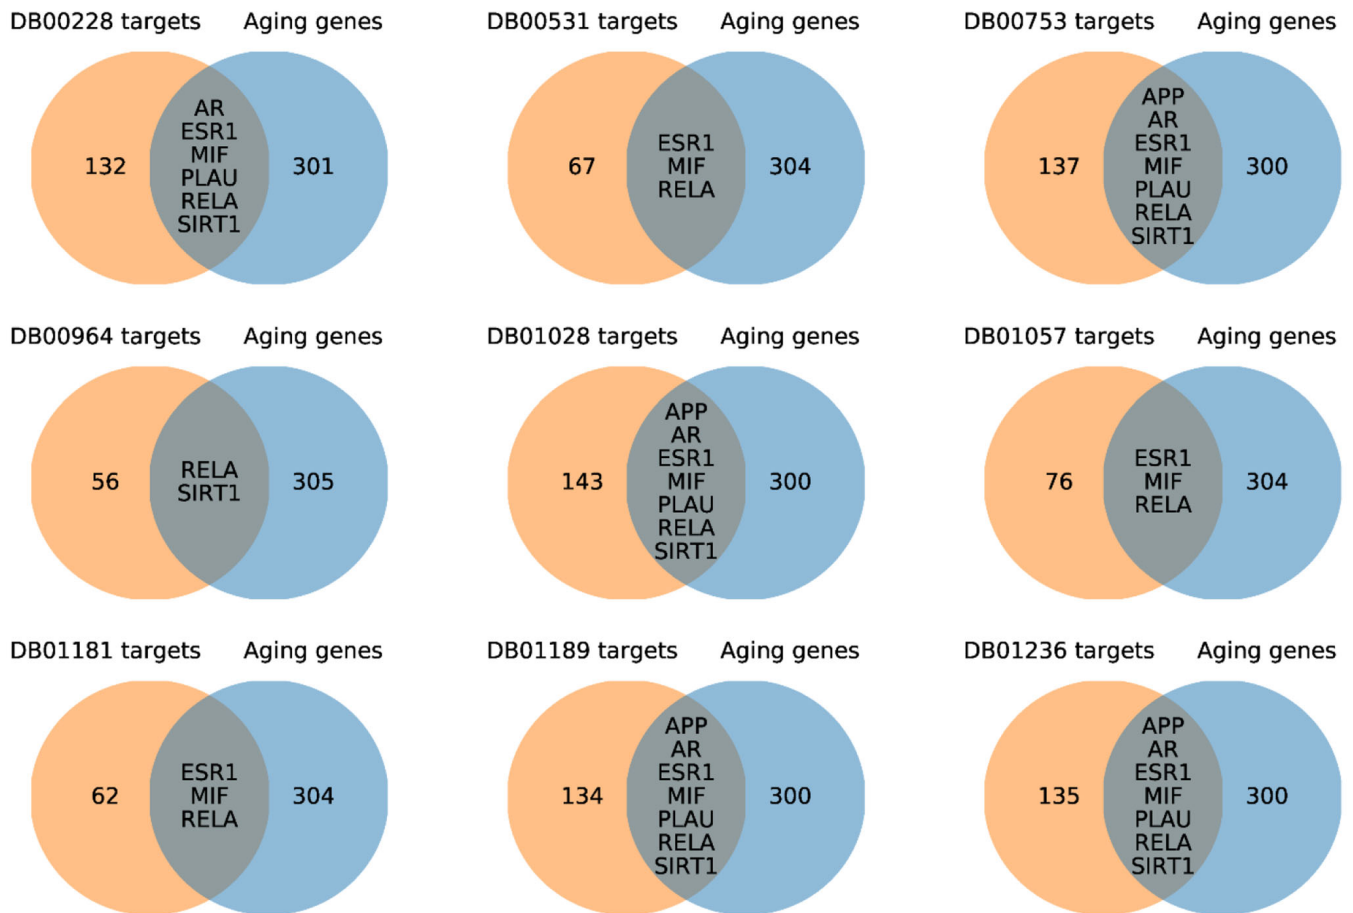 DB00228 targets Aging genes
132
AR
ESR1
MIF
PLAU
RELA
SIRT1
301
DB00531 targets Aging genes
67
ESR1
MIF
RELA
304
DB00753 targets Aging genes
137
APP
AR
ESR1
MIF
PLAU
RELA
SIRT1
300
DB00964 targets Aging genes
56
RELA
SIRT1
305
DB01028 targets Aging genes
143
APP
AR
ESR1
MIF
PLAU
RELA
SIRT1
300
DB01057 targets Aging genes
76
ESR1
MIF
RELA
304
DB01181 targets Aging genes
62
ESR1
MIF
RELA
304
DB01189 targets Aging genes
134
APP
AR
ESR1
MIF
PLAU
RELA
SIRT1
300
DB01236 targets Aging genes
135
APP
AR
ESR1
MIF
PLAU
RELA
SIRT1
300